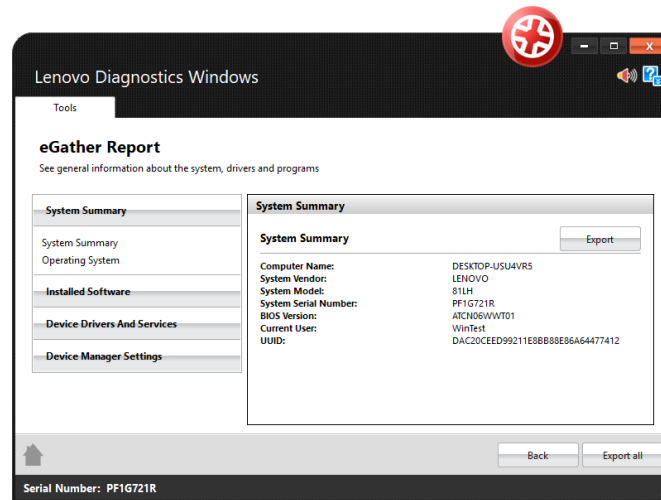 Lenovo Diagnostics Windows
Tools
eGather Report
See general information about the system, drivers and programs
System Summary
System Summary
Operating System
Installed Software
Device Drivers And Services
Device Manager Settings
System Summary
System Summary
Export
Computer Name: DESKTOP-USU4VR5
System Vendor: LENOVO
System Model: 81LH
System Serial Number: PF1G721R
BIOS Version: ATCN06WWT01
Current User: WinTest
UUID: DAC20CEED99211E8BB88E86A64477412
Back Export all
Serial Number: PF1G721R